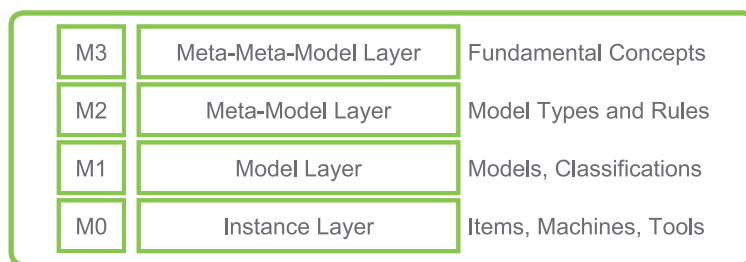 M3 Meta-Meta-Model Layer Fundamental Concepts
M2 Meta-Model Layer Model Types and Rules
M1 Model Layer Models, Classifications
M0 Instance Layer Items, Machines, Tools